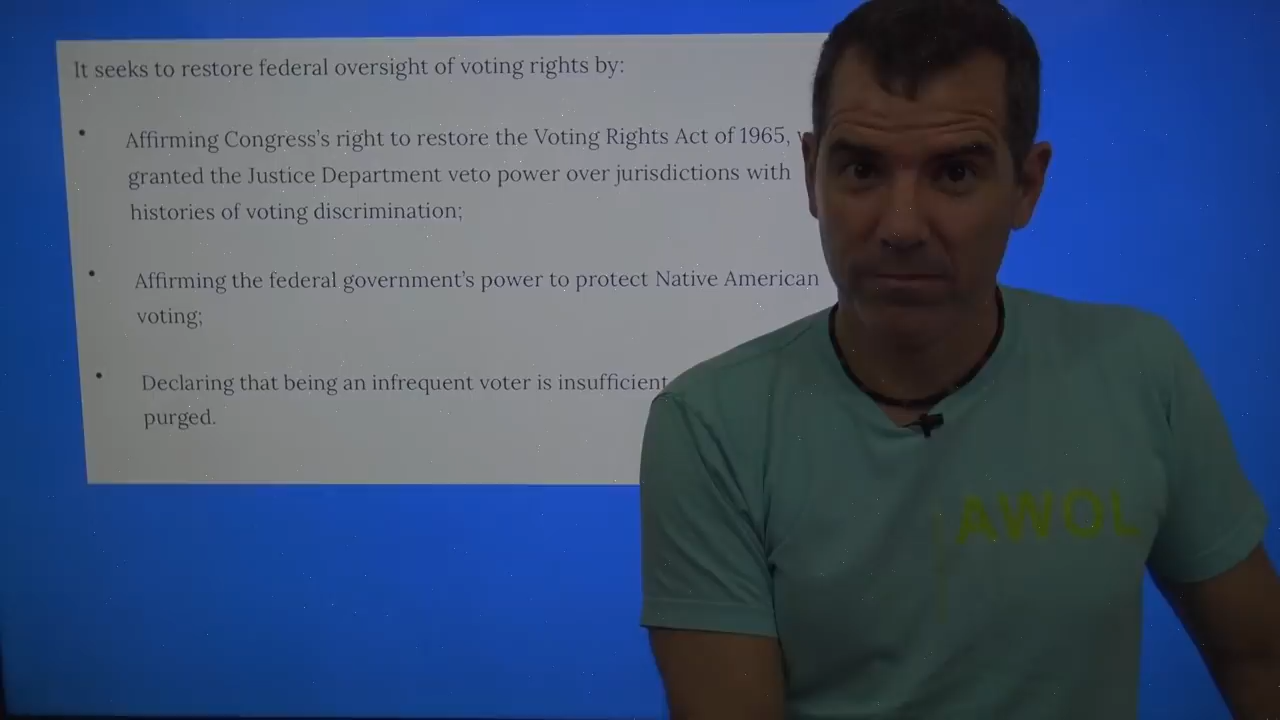 It seeks to restore federal oversight of voting rights by:
• Affirming Congress's right to restore the Voting Rights Act of 1965,
granted the Justice Department veto power over jurisdictions with
histories of voting discrimination;
• Affirming the federal government's power to protect Native American
voting;
• Declaring that being an infrequent voter is insufficient
purged.
AWOL